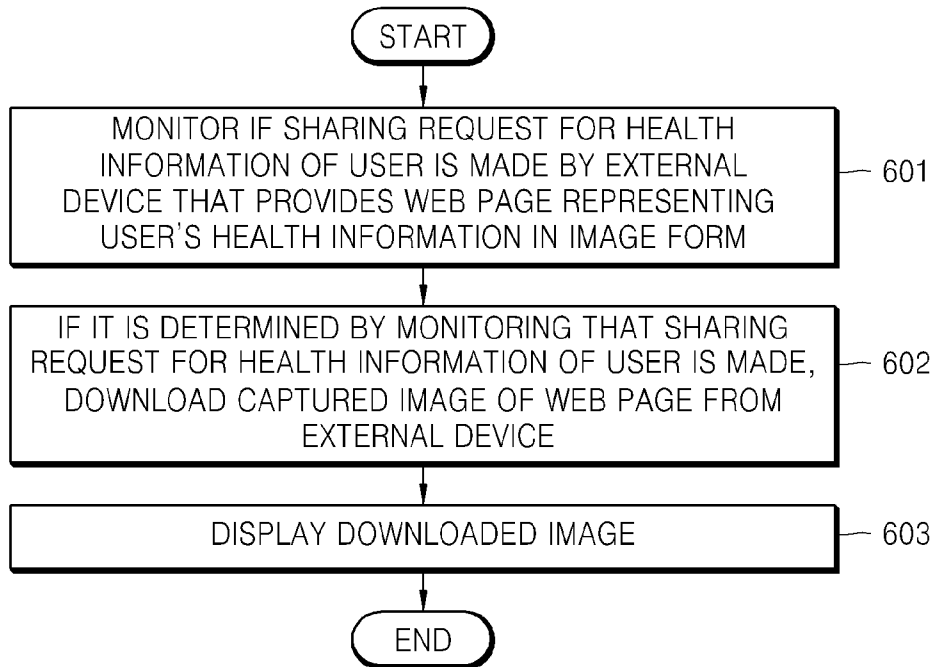 START
MONITOR IF SHARING REQUEST FOR HEALTH
INFORMATION OF USER IS MADE BY EXTERNAL
DEVICE THAT PROVIDES WEB PAGE REPRESENTING
USER'S HEALTH INFORMATION IN IMAGE FORM
601
IF IT IS DETERMINED BY MONITORING THAT SHARING
REQUEST FOR HEALTH INFORMATION OF USER IS MADE,
DOWNLOAD CAPTURED IMAGE OF WEB PAGE FROM
EXTERNAL DEVICE
602
DISPLAY DOWNLOADED IMAGE
603
END